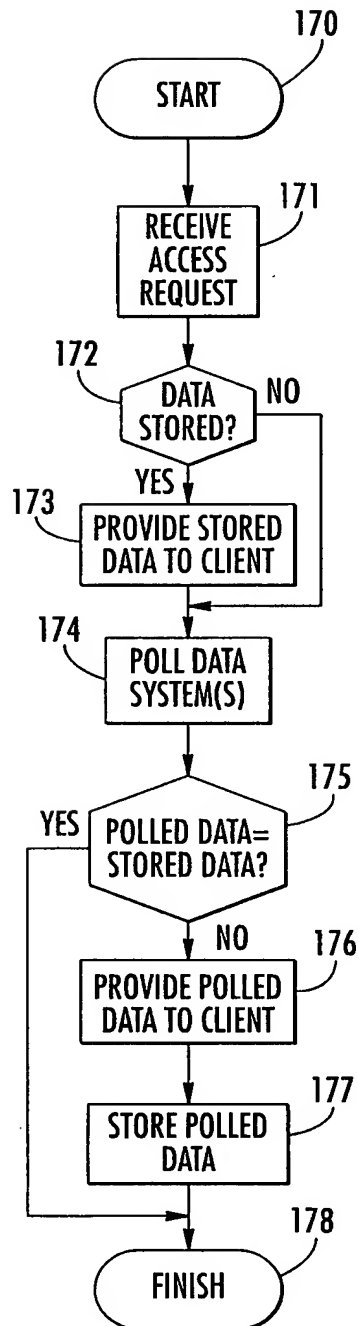 170
START
171
RECEIVE
ACCESS
REQUEST
172
DATA
STORED?
NO
YES
173
PROVIDE STORED
DATA TO CLIENT
174
POLL DATA
SYSTEM(S)
175
YES
POLLED DATA=
STORED DATA?
NO
176
PROVIDE POLLED
DATA TO CLIENT
177
STORE POLLED
DATA
178
FINISH